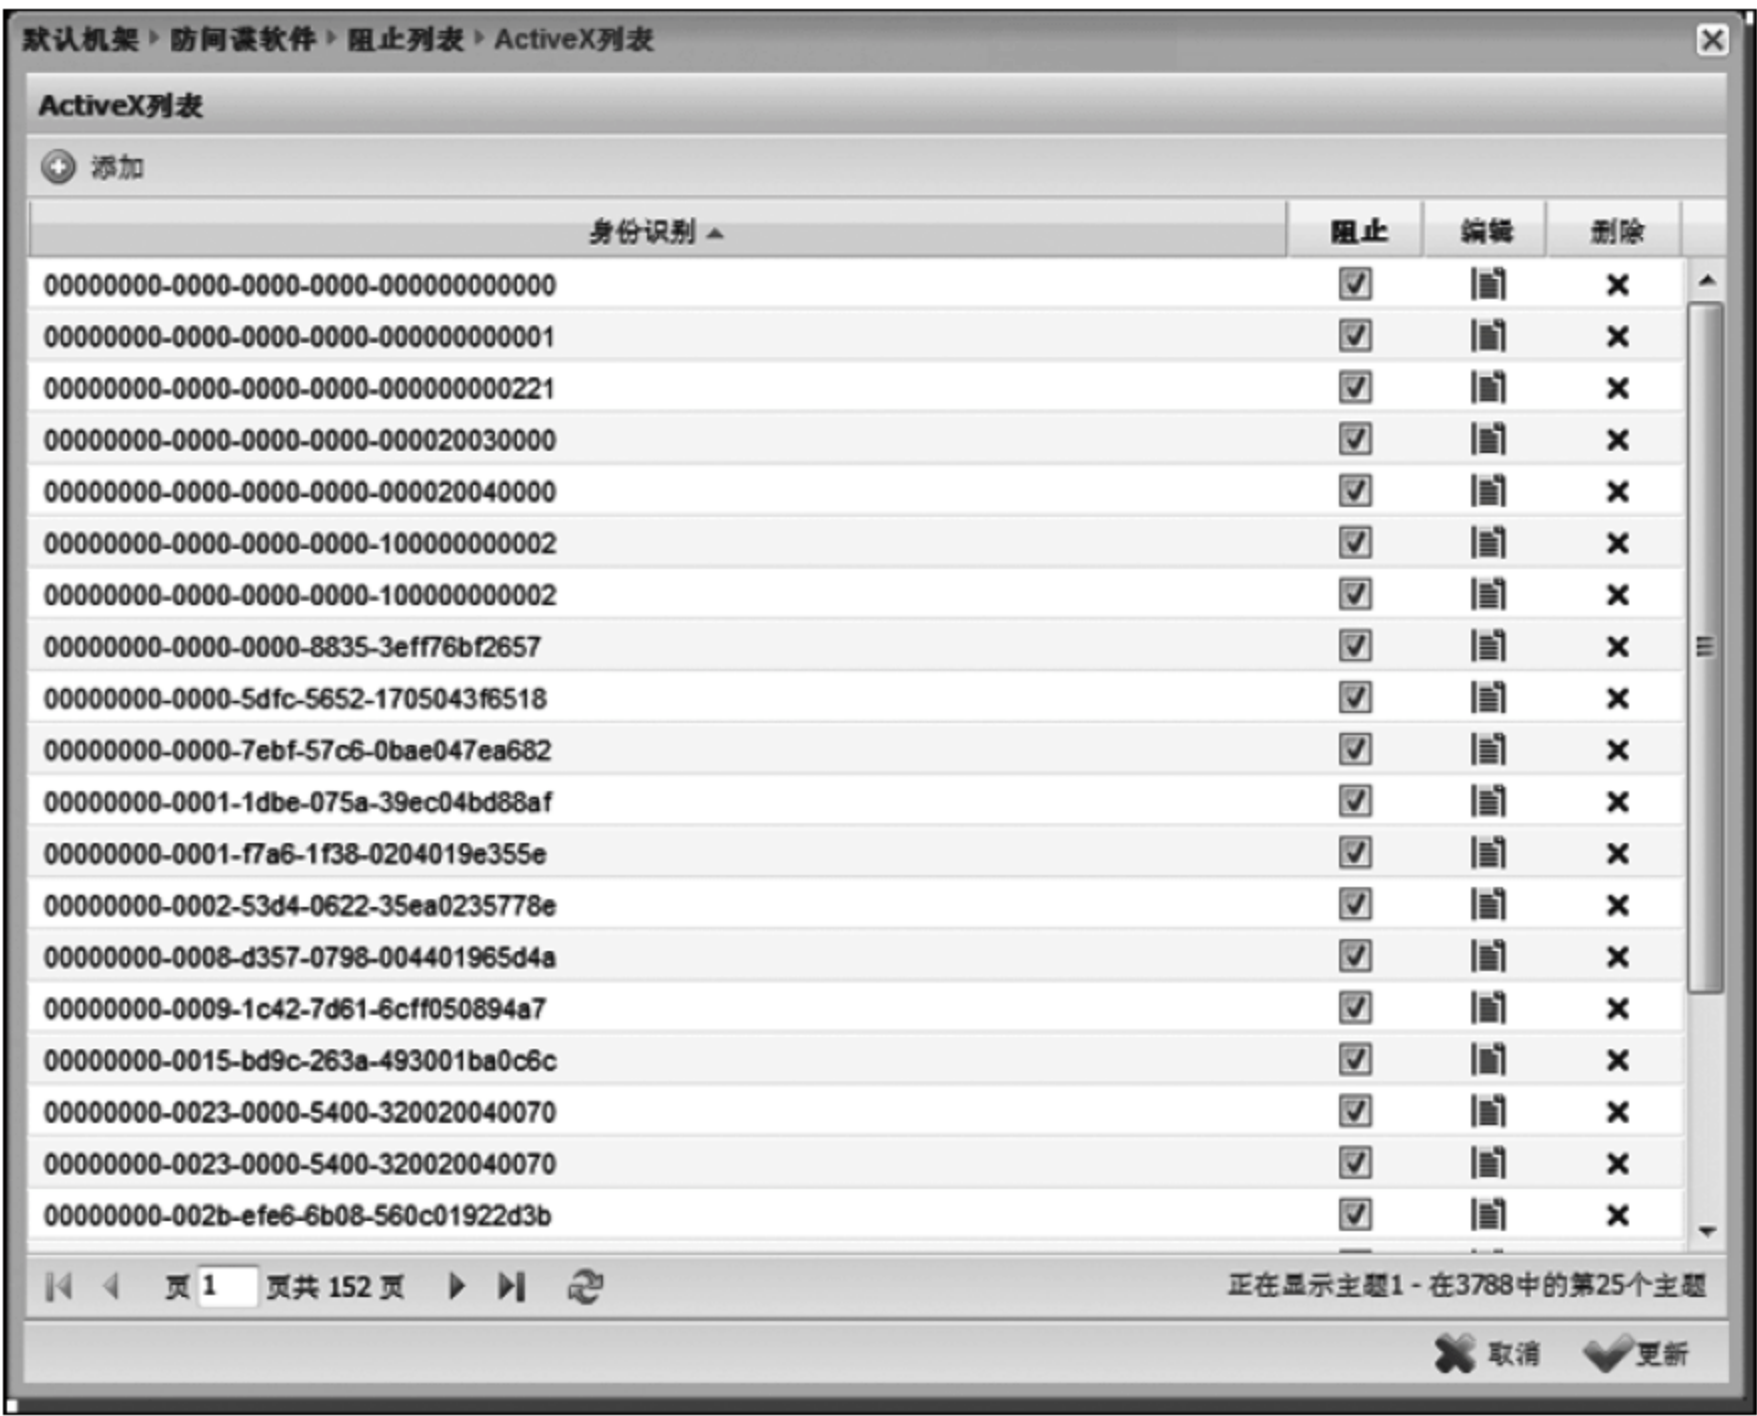 默认机架 防间谍软件 阻止列表 ActiveX列表
ActiveX列表
添加
身份识别 阻止 编辑 删除
00000000-0000-0000-0000-000000000000
00000000-0000-0000-0000-000000000001
00000000-0000-0000-0000-000000000221
00000000-0000-0000-0000-000020030000
00000000-0000-0000-0000-000020040000
00000000-0000-0000-0000-100000000002
00000000-0000-0000-0000-100000000002
00000000-0000-0000-8835-3eff76bf2657
00000000-0000-5dfc-5652-1705043f6518
00000000-0000-7ebf-57c6-0bae047ea682
00000000-0001-1dbe-075a-39ec04bd88af
00000000-0001-f7a6-1f38-0204019e355e
00000000-0002-53d4-0622-35ea0235778e
00000000-0008-d357-0798-004401965d4a
00000000-0009-1c42-7d61-6cff050894a7
00000000-0015-bd9c-263a-493001ba0c6c
00000000-0023-0000-5400-320020040070
00000000-0023-0000-5400-320020040070
00000000-002b-efe6-6b08-560c01922d3b
页 1 页共 152 页 正在显示主题1 - 在3788中的第25个主题
取消 更新